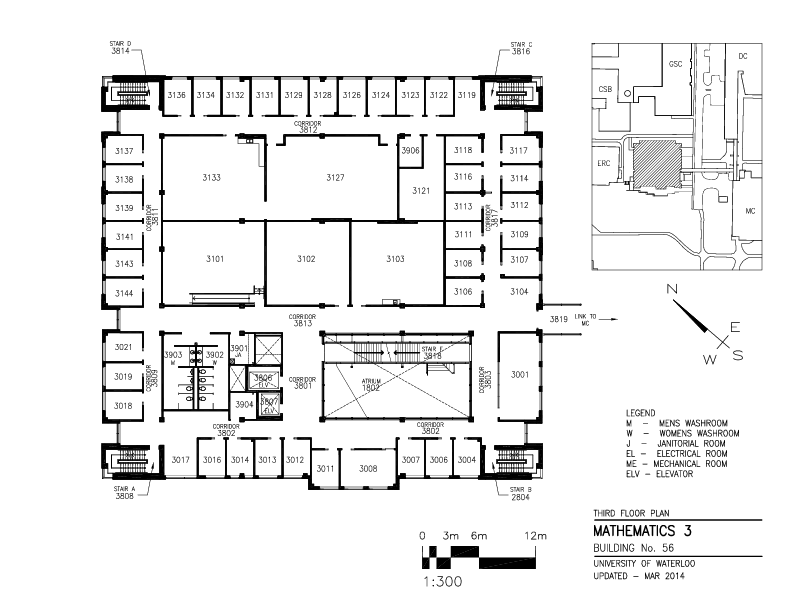 STAIR D
3814
STAIR C
3816
3136
3134
3132
3131
3129
3128
3126
3124
3123
3122
3119
CORRIDOR
3812
3137
3138
3139
3141
3143
3144
CORRIDOR
3811
3133
3127
3906
3121
3118
3116
3113
3111
3108
3106
CORRIDOR
3817
3117
3114
3112
3109
3107
3104
3101
3102
3103
CORRIDOR
3813
3819
LINK TO
MC
3021
3019
3018
CORRIDOR
3809
3903
M
3902
W
3901
JA
3806
ELV
3807
ELV
3904
CORRIDOR
3801
STAIR E
3818
ATRIUM
1802
CORRIDOR
3803
3001
CORRIDOR
3802
CORRIDOR
3802
3017
3016
3014
3013
3012
3011
3008
3007
3006
3004
STAIR A
3808
STAIR B
2804
GSC
DC
CSB
ERC
MC
N
E
W
S
LEGEND
M – MENS WASHROOM
W – WOMENS WASHROOM
J – JANITORIAL ROOM
EL – ELECTRICAL ROOM
ME – MECHANICAL ROOM
ELV – ELEVATOR
0 3m 6m 12m
1:300
THIRD FLOOR PLAN
MATHEMATICS 3
BUILDING No. 56
UNIVERSITY OF WATERLOO
UPDATED – MAR 2014